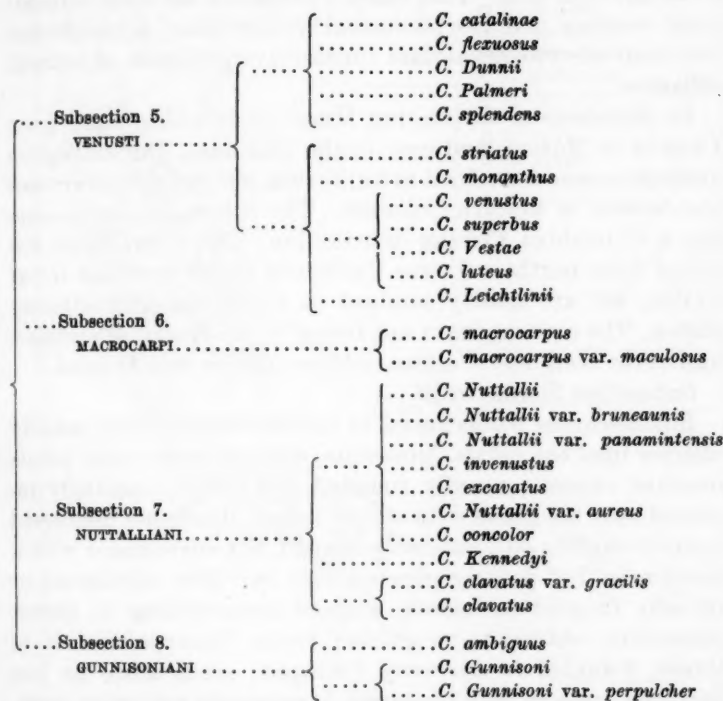 C. catalinae
C. flexuosus
C. Dunnii
C. Palmeri
Subsection 5.
C. splendens
VENUSTI
C. striatus
C. monanthus
C. venustus
C. superbus
C. Vestae
C. luteus
C. Leichtlinii
Subsection 6.
C. macrocarpus
MACROCARPI
C. macrocarpus var. maculosus
C. Nuttallii
C. Nuttallii var. bruneaunis
C. Nuttallii var. panamintensis
C. invenustus
C. excavatus
Subsection 7.
C. Nuttallii var. aureus
NUTTALLIANI
C. concolor
C. Kennedyi
C. clavatus var. gracilis
C. clavatus
Subsection 8.
C. ambiguus
GUNNISONIANI
C. Gunnisoni
C. Gunnisoni var. perpulcher